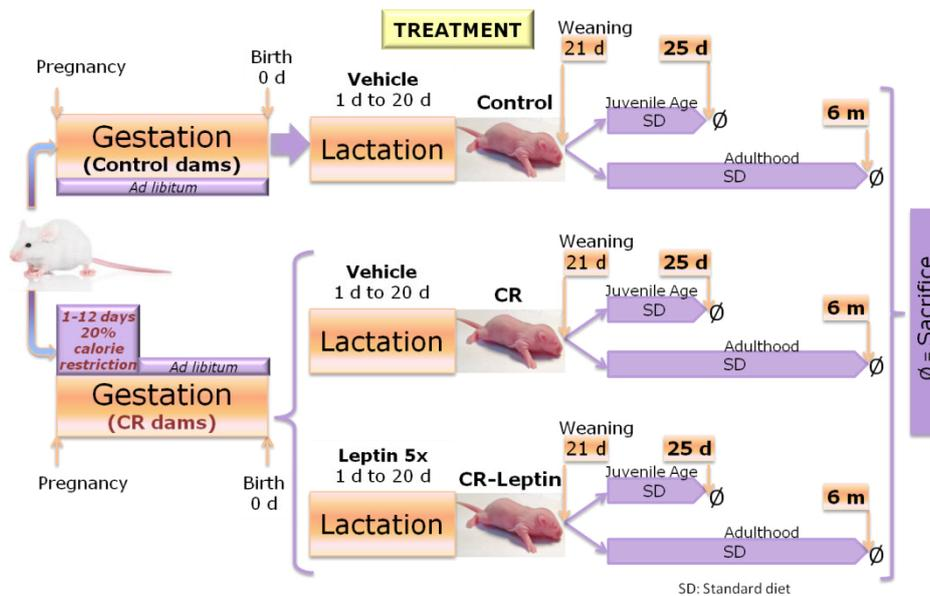 TREATMENT
Pregnancy
Birth
0 d
Gestation
(Control dams)
Ad libitum
Vehicle
1 d to 20 d
Lactation
Control
Weaning
21 d
25 d
Juvenile Age
SD
Ø
6 m
Adulthood
SD
Ø
1-12 days
20%
calorie
restriction
Ad libitum
Gestation
(CR dams)
Pregnancy
Birth
0 d
Vehicle
1 d to 20 d
Lactation
CR
Weaning
21 d
25 d
Juvenile Age
SD
Ø
6 m
Adulthood
SD
Ø
Leptin 5x
1 d to 20 d
Lactation
CR-Leptin
Weaning
21 d
25 d
Juvenile Age
SD
Ø
6 m
Adulthood
SD
Ø
Ø = Sacrifice
SD: Standard diet